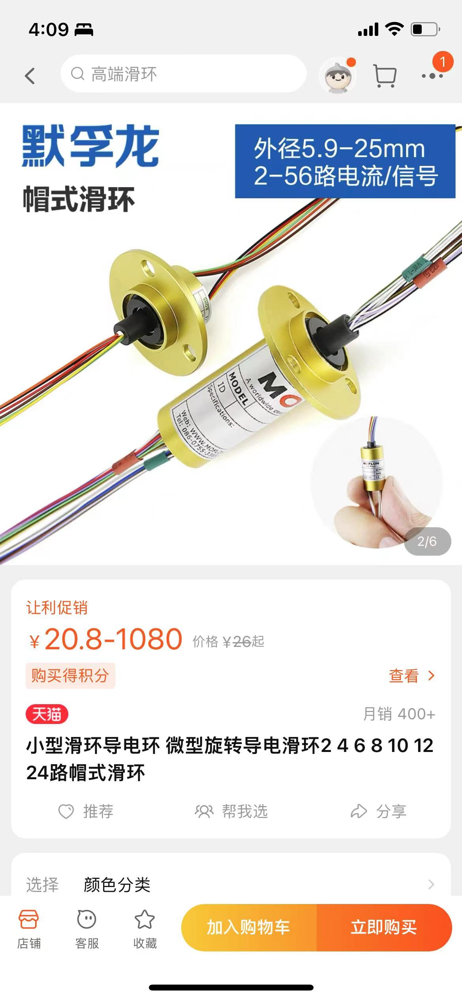 4:09
高端滑环
1
默孚龙
帽式滑环
外径5.9-25mm
2-56路电流/信号
ROHS
MO
A worldwide des
MODEL
ID
Specifications:
Web: WWW.MOFL
Tel: 086-0755-
MOFLON
2/6
让利促销
¥20.8-1080 价格 ¥26起
购买得积分
查看
天猫
月销 400+
小型滑环导电环 微型旋转导电滑环2 4 6 8 10 12
24路帽式滑环
推荐
帮我选
分享
选择 颜色分类
店铺
客服
收藏
加入购物车
立即购买